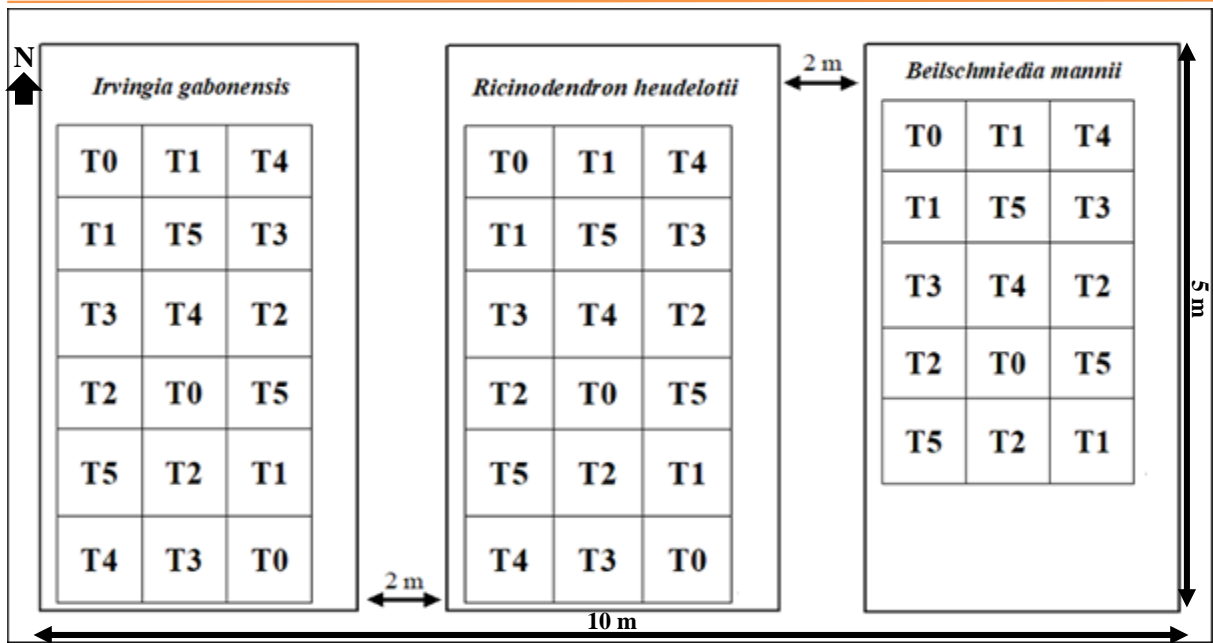 N
Irvingia gabonensis
T0 T1 T4
T1 T5 T3
T3 T4 T2
T2 T0 T5
T5 T2 T1
T4 T3 T0
2 m
Ricinodendron heudelotii
T0 T1 T4
T1 T5 T3
T3 T4 T2
T2 T0 T5
T5 T2 T1
T4 T3 T0
2 m
Beilschmiedia mannii
T0 T1 T4
T1 T5 T3
T3 T4 T2
T2 T0 T5
T5 T2 T1
5 m
10 m